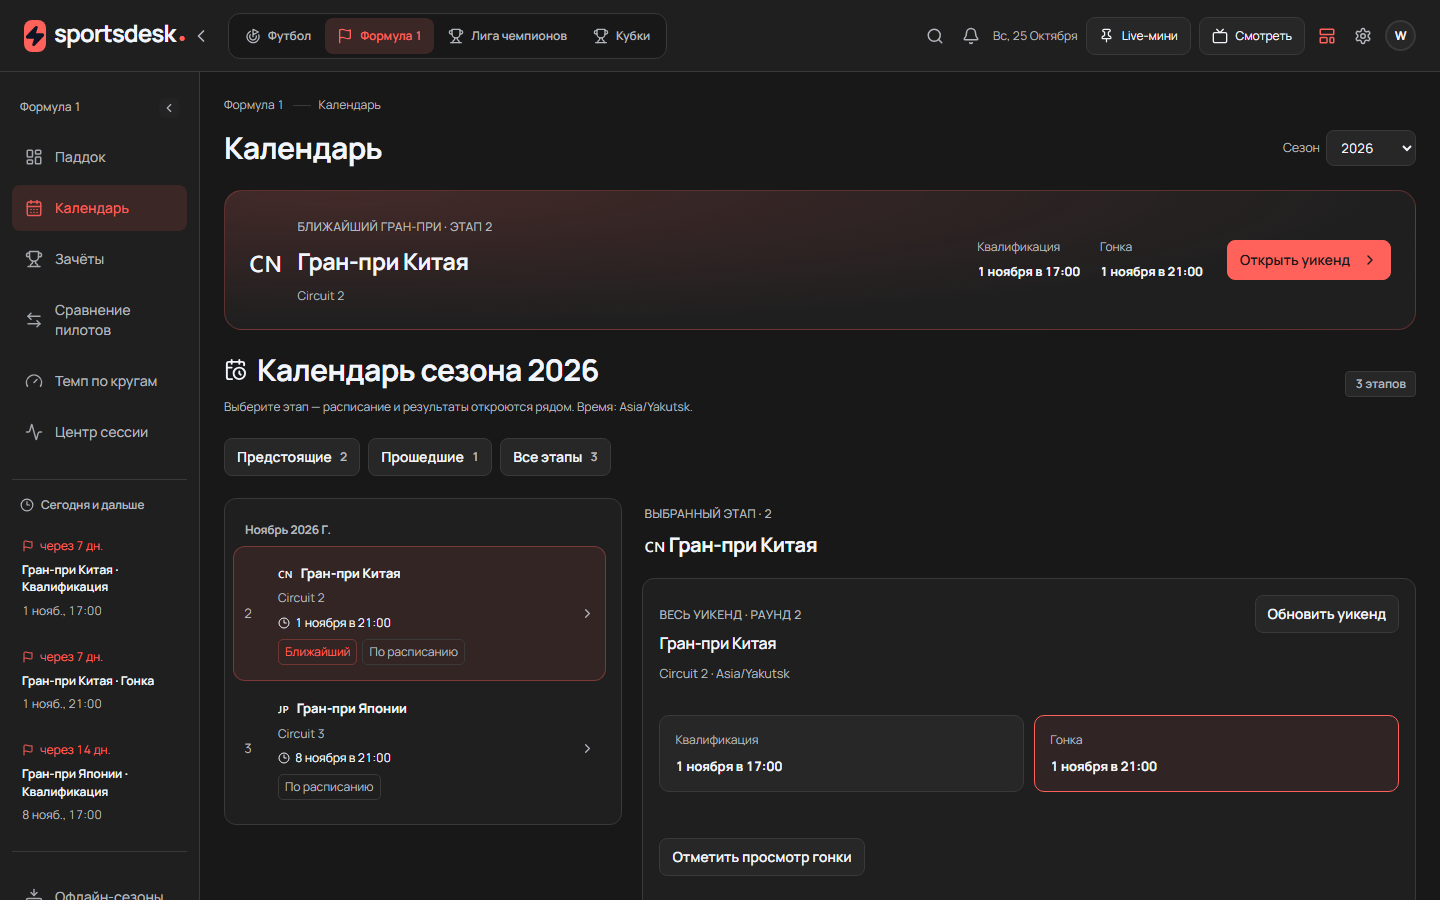 sportsdesk.
Футбол
Формула 1
Лига чемпионов
Кубки
Вс, 25 Октября
Live-мини
Смотреть
W
Формула 1
Паддок
Календарь
Зачёты
Сравнение
пилотов
Темп по кругам
Центр сессии
Сегодня и дальше
через 7 дн.
Гран-при Китая ·
Квалификация
1 нояб., 17:00
через 7 дн.
Гран-при Китая · Гонка
1 нояб., 21:00
через 14 дн.
Гран-при Японии ·
Квалификация
8 нояб., 17:00
Офлайн-сезоны
Формула 1 — Календарь
Календарь
Сезон
2026
БЛИЖАЙШИЙ ГРАН-ПРИ · ЭТАП 2
CN Гран-при Китая
Circuit 2
Квалификация
1 ноября в 17:00
Гонка
1 ноября в 21:00
Открыть уикенд
Календарь сезона 2026
Выберите этап — расписание и результаты откроются рядом. Время: Asia/Yakutsk.
3 этапов
Предстоящие 2
Прошедшие 1
Все этапы 3
Ноябрь 2026 Г.
2
CN Гран-при Китая
Circuit 2
1 ноября в 21:00
Ближайший
По расписанию
3
JP Гран-при Японии
Circuit 3
8 ноября в 21:00
По расписанию
ВЫБРАННЫЙ ЭТАП · 2
CN Гран-при Китая
ВЕСЬ УИКЕНД · РАУНД 2
Гран-при Китая
Circuit 2 · Asia/Yakutsk
Обновить уикенд
Квалификация
1 ноября в 17:00
Гонка
1 ноября в 21:00
Отметить просмотр гонки